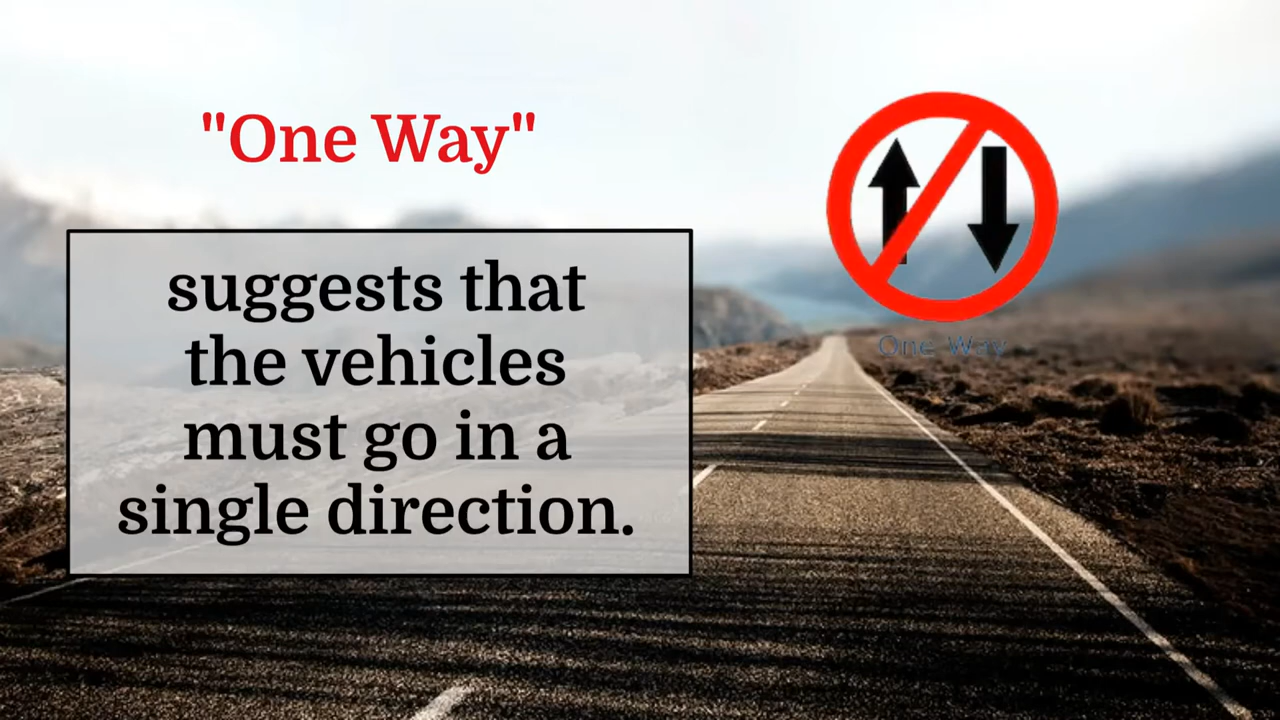 "One Way"
suggests that
the vehicles
must go in a
single direction.
One Way